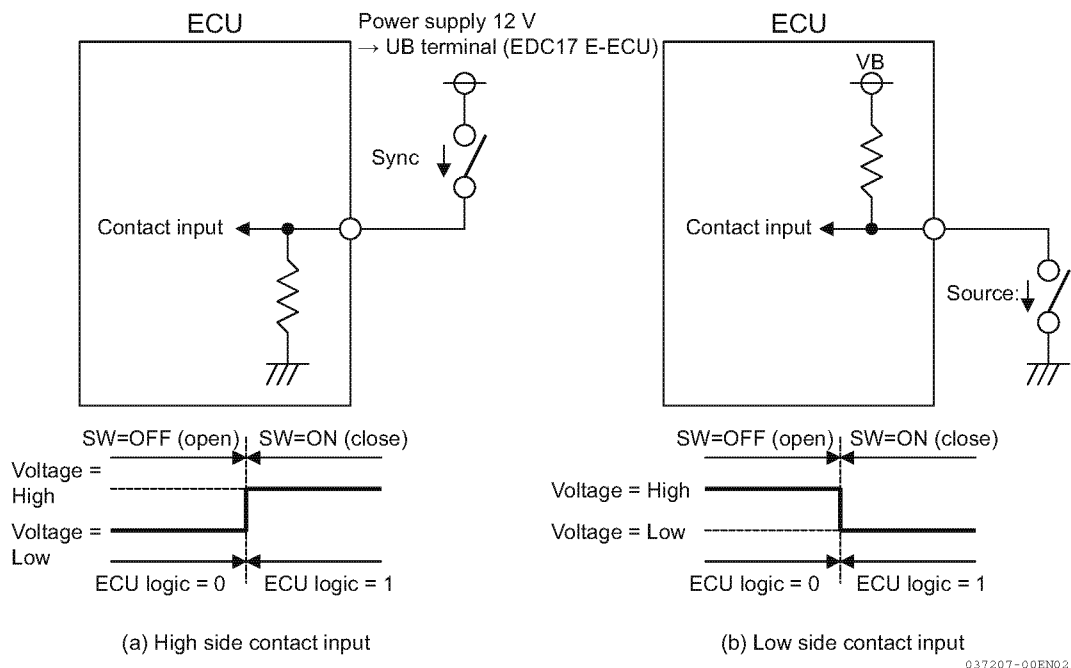 ECU
Power supply 12 V
→ UB terminal (EDC17 E-ECU)
Sync
Contact input
SW=OFF (open)
SW=ON (close)
Voltage =
High
Voltage =
Low
ECU logic = 0
ECU logic = 1
(a) High side contact input
ECU
VB
Contact input
Source:
SW=OFF (open)
SW=ON (close)
Voltage = High
Voltage = Low
ECU logic = 0
ECU logic = 1
(b) Low side contact input
037207-00EN02